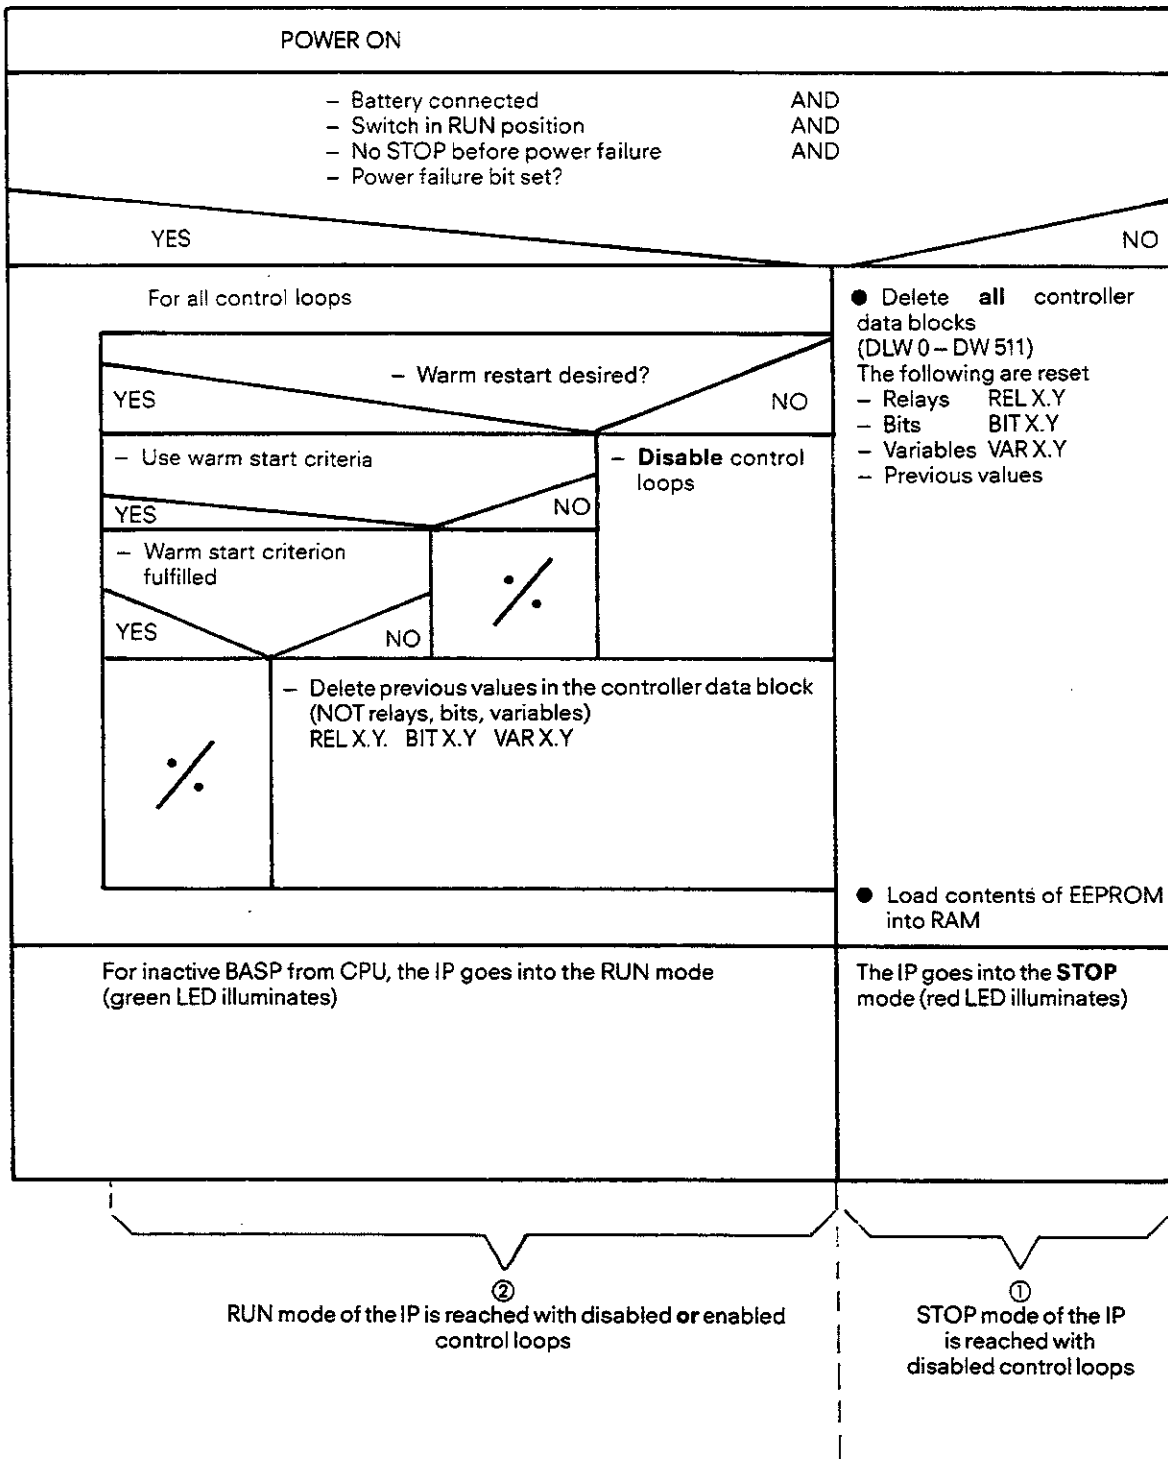 POWER ON
– Battery connected AND
– Switch in RUN position AND
– No STOP before power failure AND
– Power failure bit set?
YES
NO
For all control loops
– Warm restart desired?
YES
NO
– Use warm start criteria
YES
NO
– Disable control
loops
– Warm start criterion
fulfilled
YES
NO
– Delete previous values in the controller data block
(NOT relays, bits, variables)
REL X.Y. BIT X.Y VAR X.Y
● Delete all controller
data blocks
(DLW 0 – DW 511)
The following are reset
– Relays REL X.Y
– Bits BIT X.Y
– Variables VAR X.Y
– Previous values
● Load contents of EEPROM
into RAM
For inactive BASP from CPU, the IP goes into the RUN mode
(green LED illuminates)
The IP goes into the STOP
mode (red LED illuminates)
②
RUN mode of the IP is reached with disabled or enabled
control loops
①
STOP mode of the IP
is reached with
disabled control loops